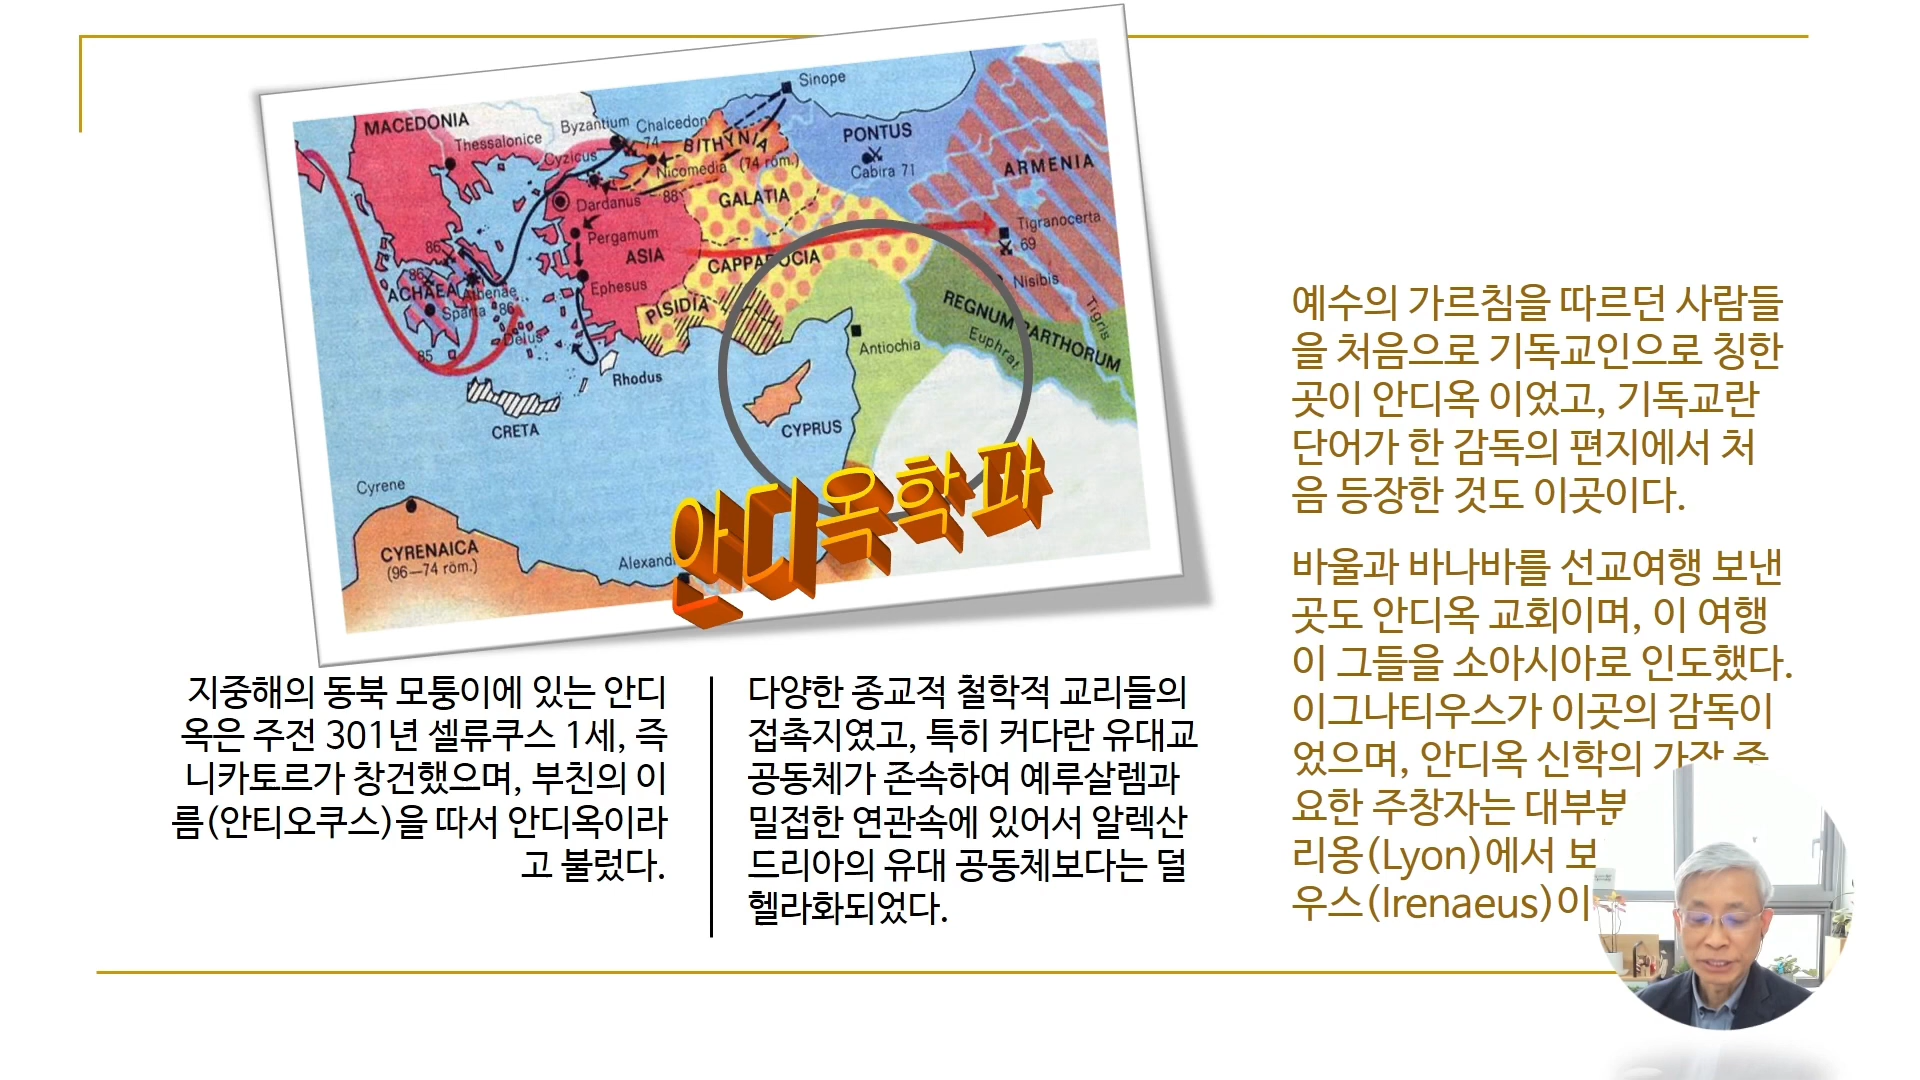 Sinope
MACEDONIA
Thessalonice
Byzantium
Chalcedon
74
BITHYNIA
(74 röm.)
PONTUS
Cabira 71
ARMENIA
Cyzicus
Nicomedia
Dardanus
88
GALATIA
Tigranocerta
69
Pergamum
ASIA
CAPPADOCIA
Nisibis
86
862
ACHAEA
Athenae
Sparta
86
Delus
85
Ephesus
PISIDIA
REGNUM PARTHORUM
Euphrat
Tigris
Antiochia
Rhodus
CRETA
CYPRUS
Cyrene
CYRENAICA
(96—74 röm.)
Alexand
안디옥학파
지중해의 동북 모퉁이에 있는 안디
옥은 주전 301년 셀류쿠스 1세, 즉
니카토르가 창건했으며, 부친의 이
름(안티오쿠스)을 따서 안디옥이라
고 불렀다.
다양한 종교적 철학적 교리들의
접촉지였고, 특히 커다란 유대교
공동체가 존속하여 예루살렘과
밀접한 연관속에 있어서 알렉산
드리아의 유대 공동체보다는 덜
헬라화되었다.
예수의 가르침을 따르던 사람들
을 처음으로 기독교인으로 칭한
곳이 안디옥 이었고, 기독교란
단어가 한 감독의 편지에서 처
음 등장한 것도 이곳이다.
바울과 바나바를 선교여행 보낸
곳도 안디옥 교회이며, 이 여행
이 그들을 소아시아로 인도했다.
이그나티우스가 이곳의 감독이
었으며, 안디옥 신학의 가장 주
요한 주창자는 대부분
리옹(Lyon)에서 보
우스(Irenaeus)이